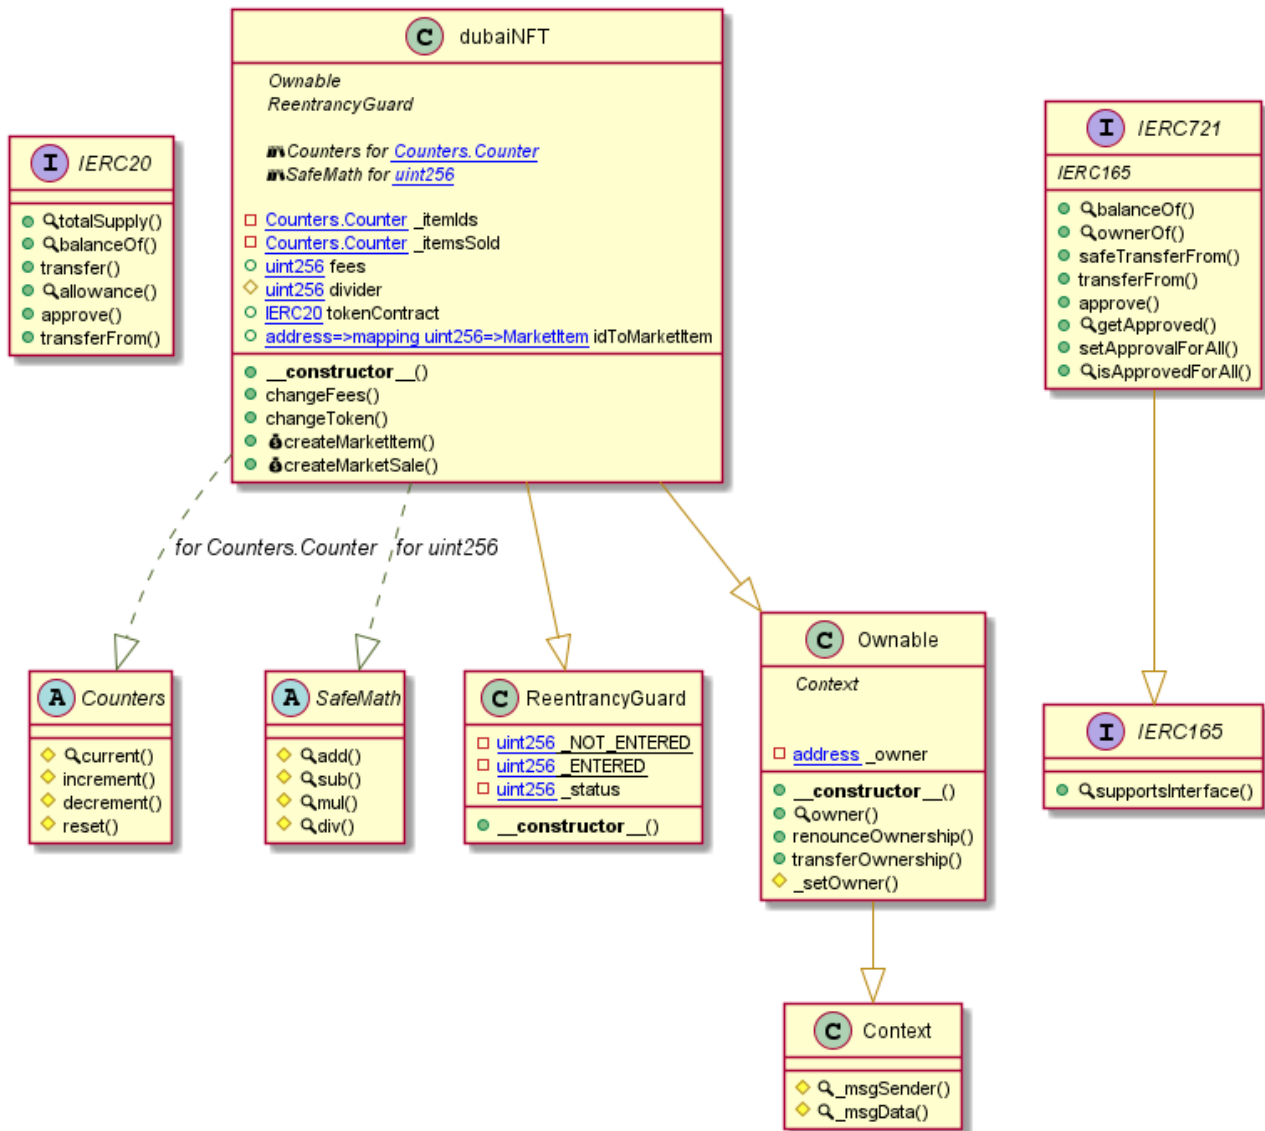 C dubaiNFT
Ownable
ReentrancyGuard
Counters for Counters.Counter
SafeMath for uint256
Counters.Counter _itemIds
Counters.Counter _itemsSold
uint256 fees
uint256 divider
IERC20 tokenContract
address=>mapping uint256=>MarketItem idToMarketItem
__constructor__()
changeFees()
changeToken()
createMarketItem()
createMarketSale()
I IERC20
totalSupply()
balanceOf()
transfer()
allowance()
approve()
transferFrom()
I IERC721
IERC165
balanceOf()
ownerOf()
safeTransferFrom()
transferFrom()
approve()
getApproved()
setApprovalForAll()
isApprovedForAll()
for Counters.Counter
for uint256
A Counters
current()
increment()
decrement()
reset()
A SafeMath
add()
sub()
mul()
div()
C ReentrancyGuard
uint256 _NOT_ENTERED
uint256 _ENTERED
uint256 _status
__constructor__()
C Ownable
Context
address _owner
__constructor__()
owner()
renounceOwnership()
transferOwnership()
_setOwner()
I IERC165
supportsInterface()
C Context
_msgSender()
_msgData()